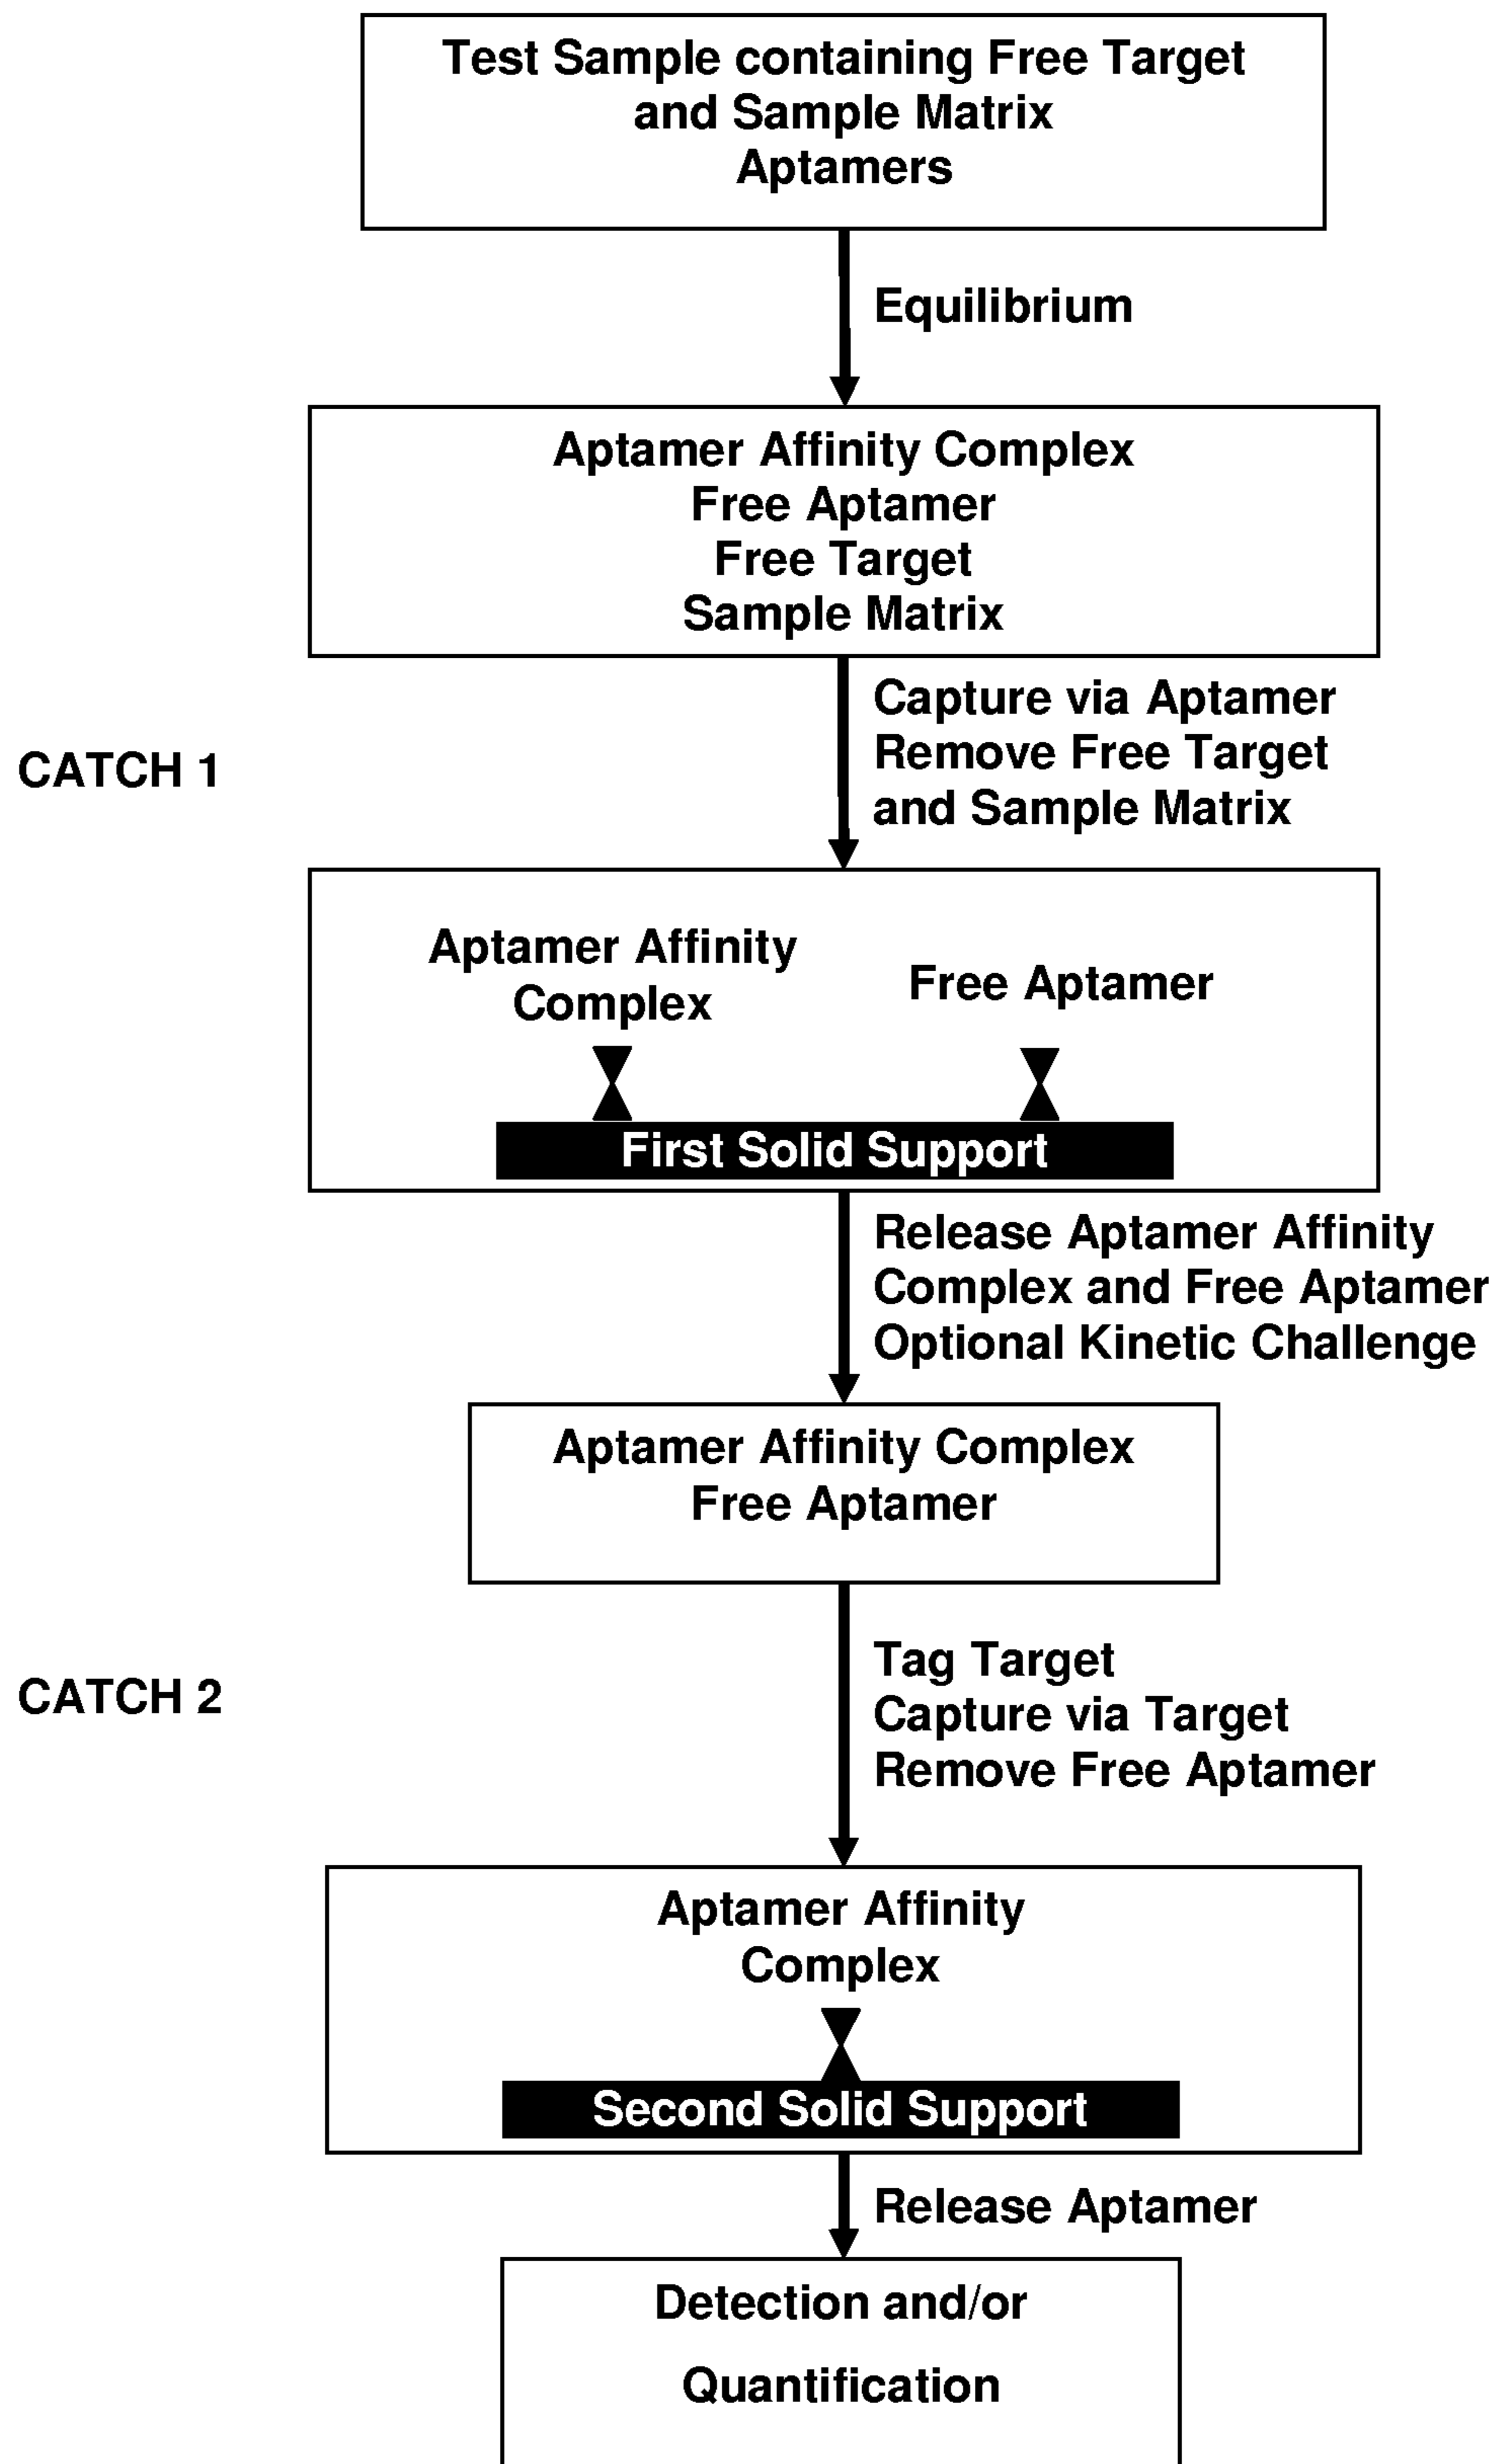 Test Sample containing Free Target
and Sample Matrix
Aptamers
Equilibrium
Aptamer Affinity Complex
Free Aptamer
Free Target
Sample Matrix
CATCH 1
Capture via Aptamer
Remove Free Target
and Sample Matrix
Aptamer Affinity
Complex
Free Aptamer
First Solid Support
Release Aptamer Affinity
Complex and Free Aptamer
Optional Kinetic Challenge
Aptamer Affinity Complex
Free Aptamer
CATCH 2
Tag Target
Capture via Target
Remove Free Aptamer
Aptamer Affinity
Complex
Second Solid Support
Release Aptamer
Detection and/or
Quantification